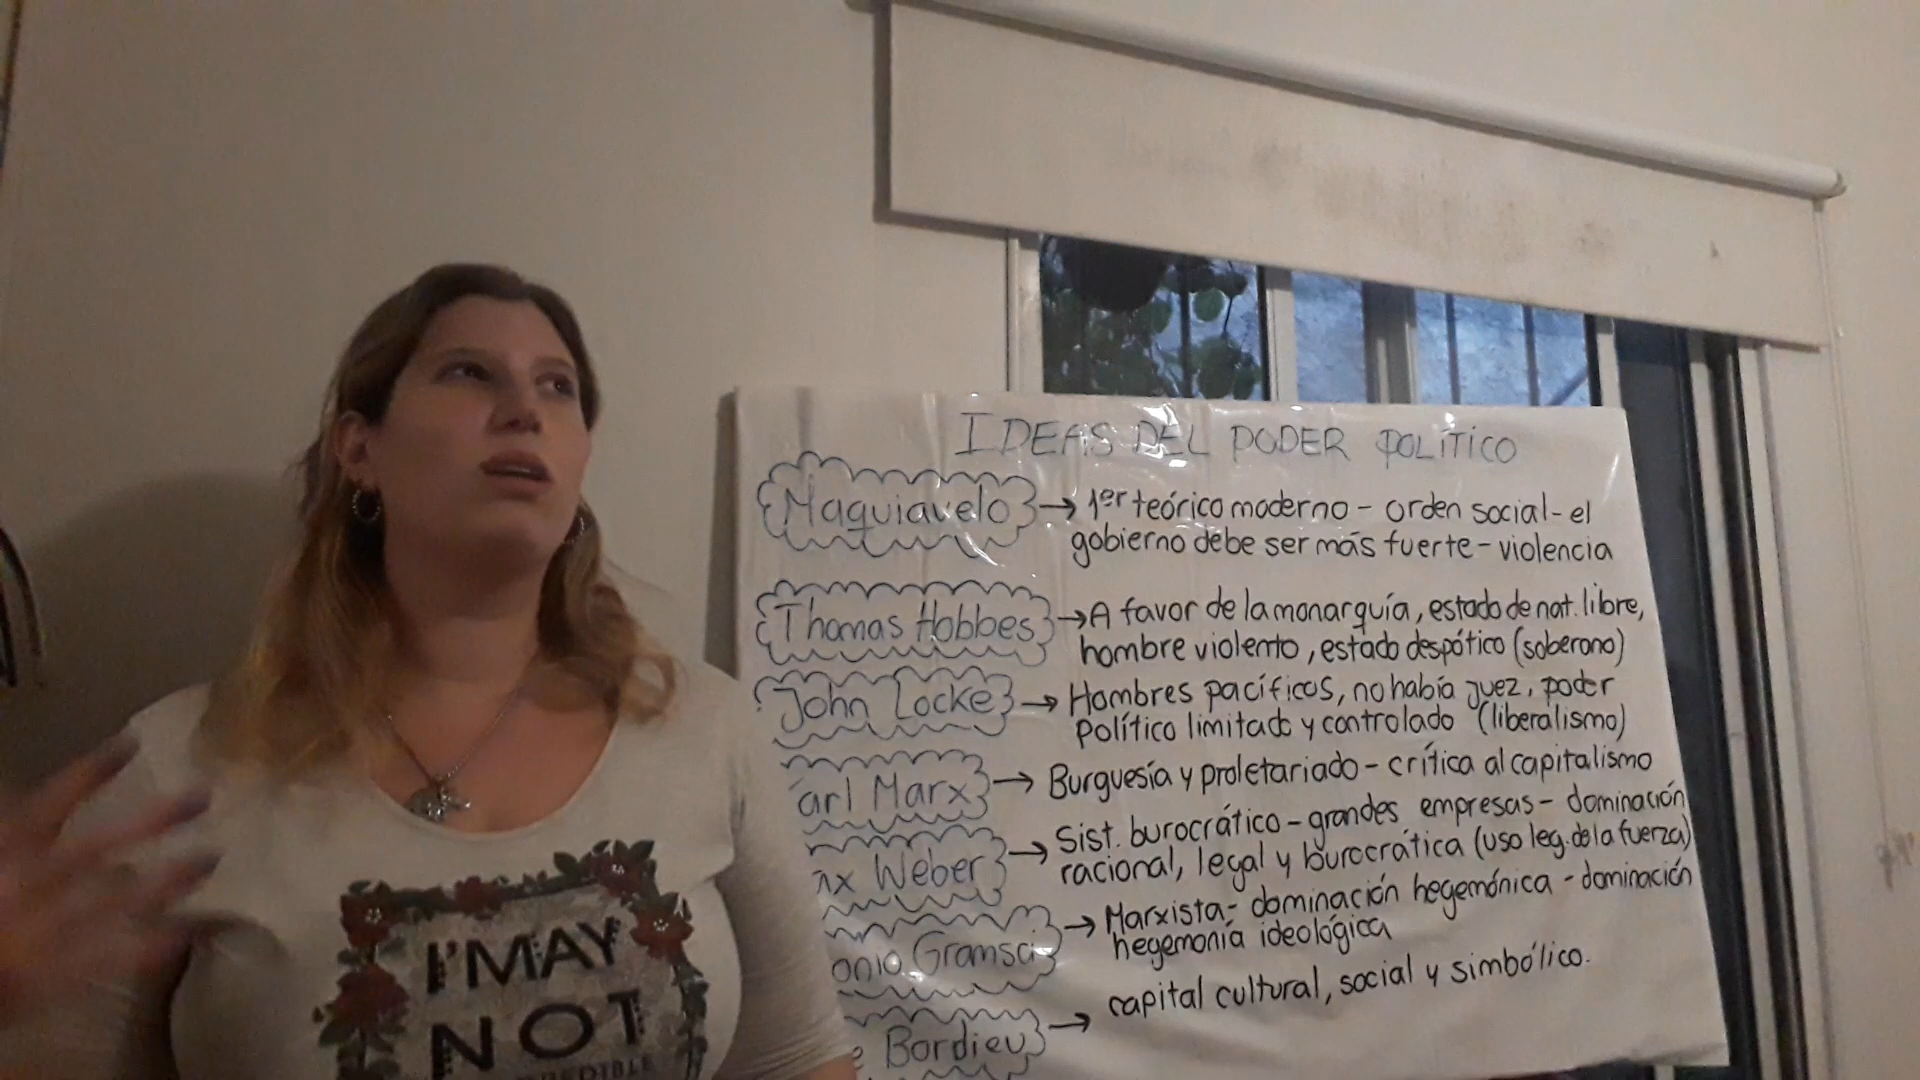 IDEAS DEL PODER POLÍTICO
Maquiavelo → 1er teórico moderno - orden social - el
gobierno debe ser más fuerte - violencia
Thomas Hobbes → A favor de la monarquía, estado de nat. libre,
hombre violento, estado despótico (soberano)
John Locke → Hombres pacíficos, no había juez, poder
político limitado y controlado (liberalismo)
arl Marx → Burguesía y proletariado - crítica al capitalismo
ax Weber → Sist. burocrático - grandes empresas - dominación
racional, legal y burocrática (uso leg. de la fuerza)
onio Gramsci → Marxista - dominación hegemónica - dominación
hegemonía ideológica
e Bordieu → capital cultural, social y simbólico.
I'MAY
NOT